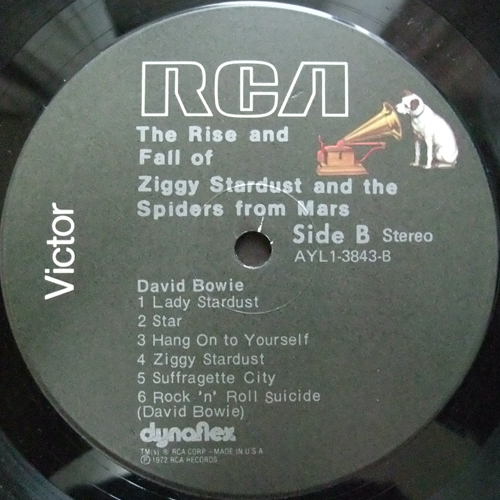 RCA
The Rise and
Fall of
Ziggy Stardust and the
Spiders from Mars
Victor
Side B Stereo
AYL1-3843-B
David Bowie
1 Lady Stardust
2 Star
3 Hang On to Yourself
4 Ziggy Stardust
5 Suffragette City
6 Rock 'n' Roll Suicide
(David Bowie)
dynaflex
TM(s) ® RCA CORP.-MADE IN U.S.A
℗ 1972 RCA RECORDS